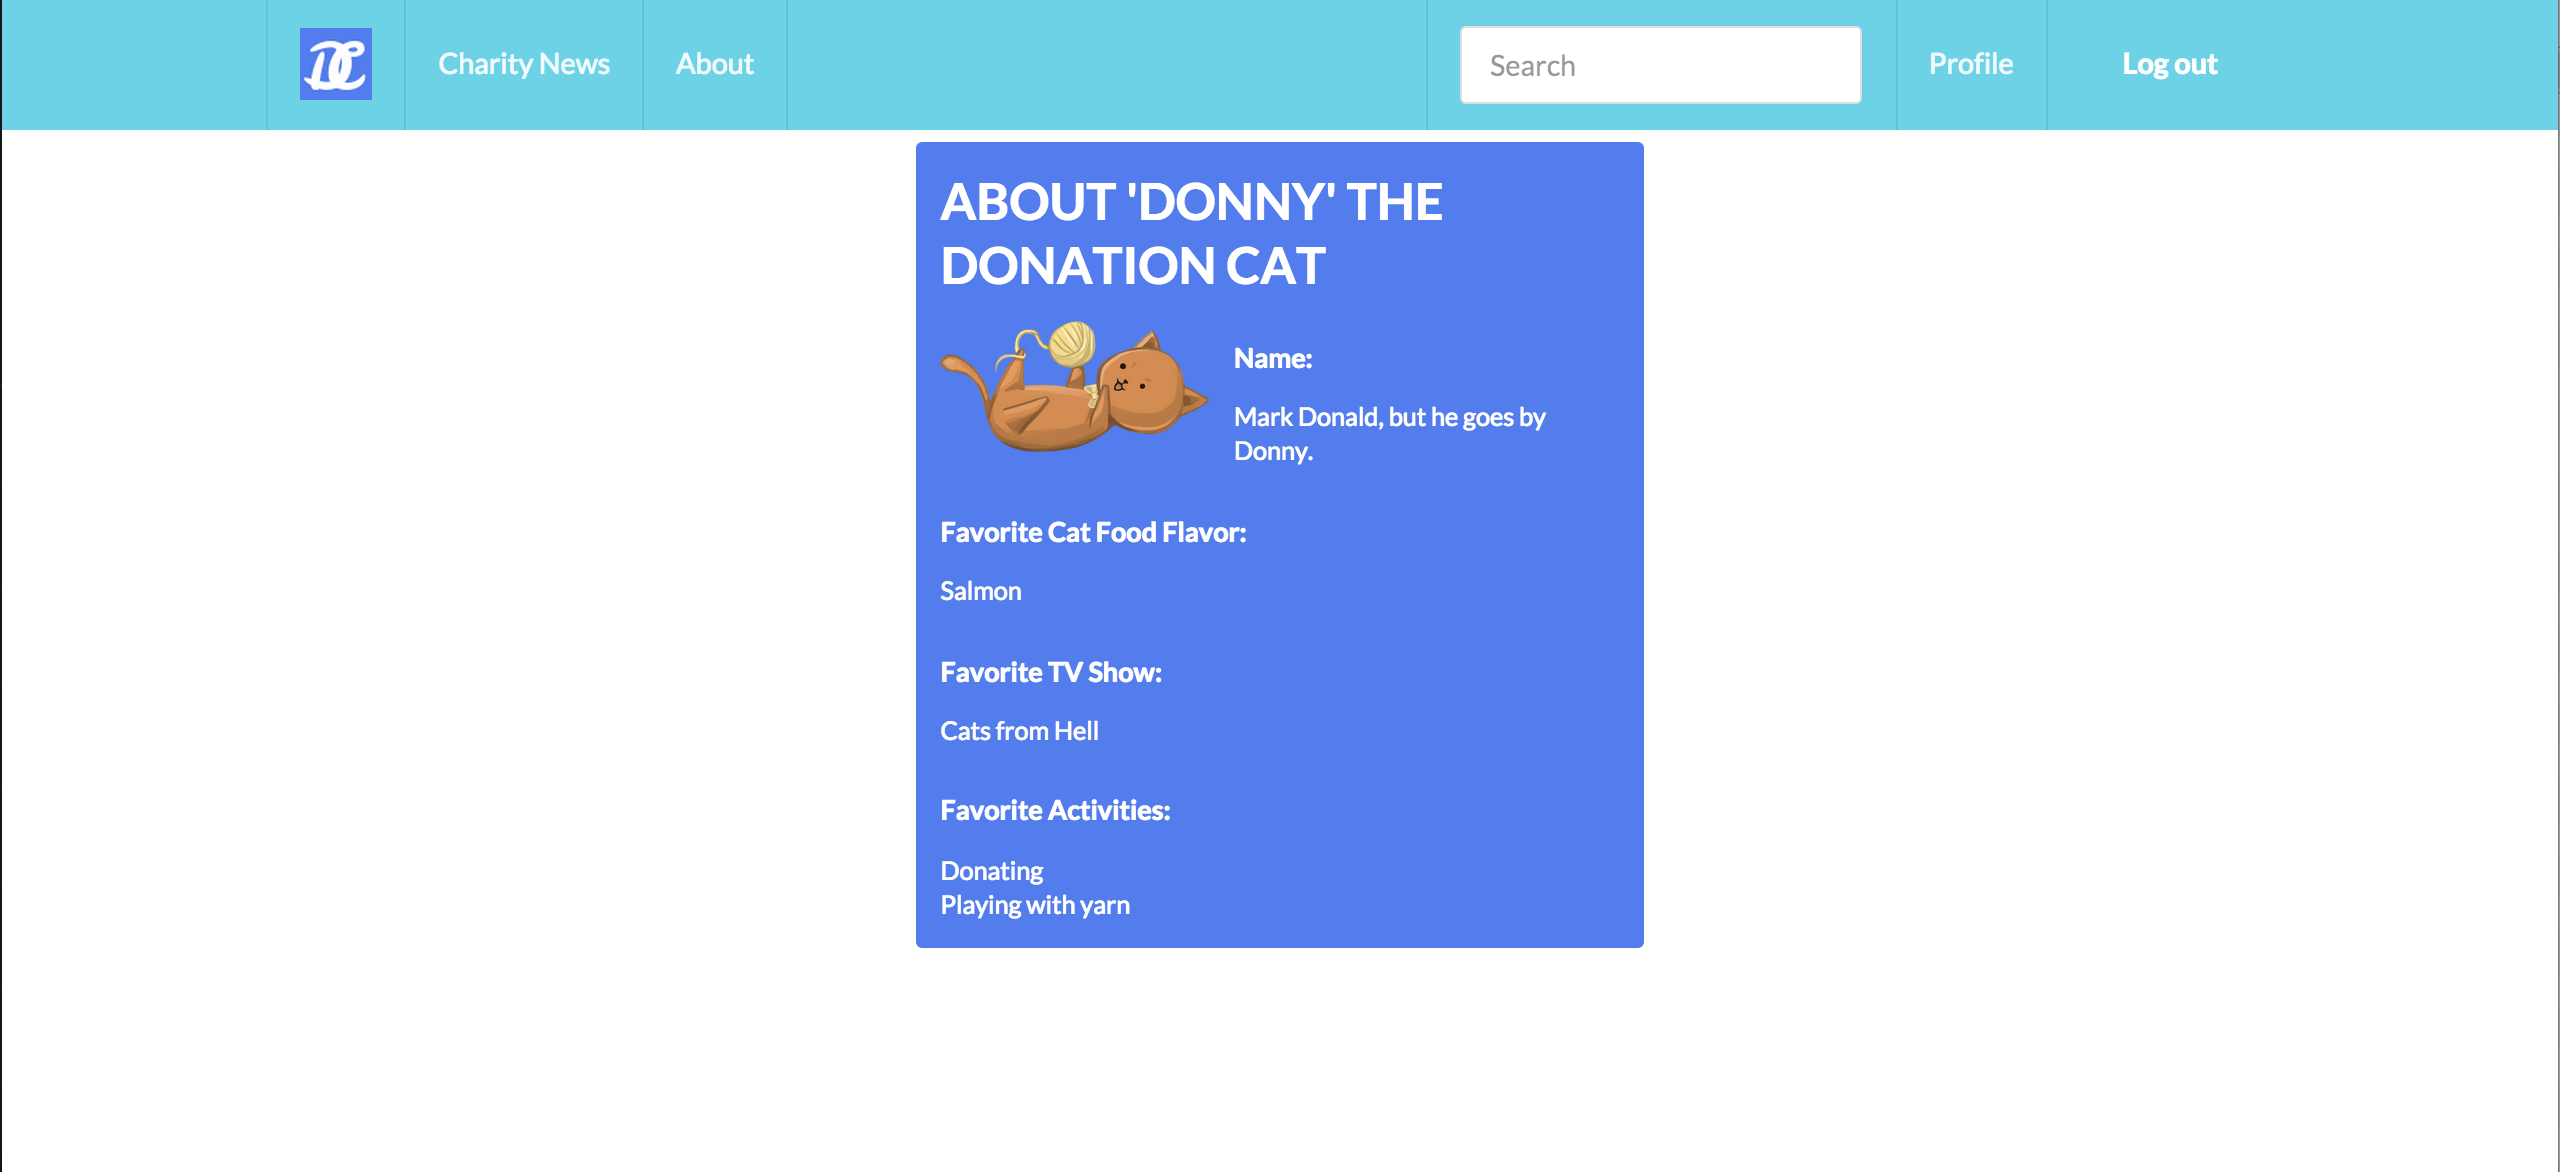 DC
Charity News
About
Search
Profile
Log out
ABOUT 'DONNY' THE
DONATION CAT
Name:
Mark Donald, but he goes by
Donny.
Favorite Cat Food Flavor:
Salmon
Favorite TV Show:
Cats from Hell
Favorite Activities:
Donating
Playing with yarn